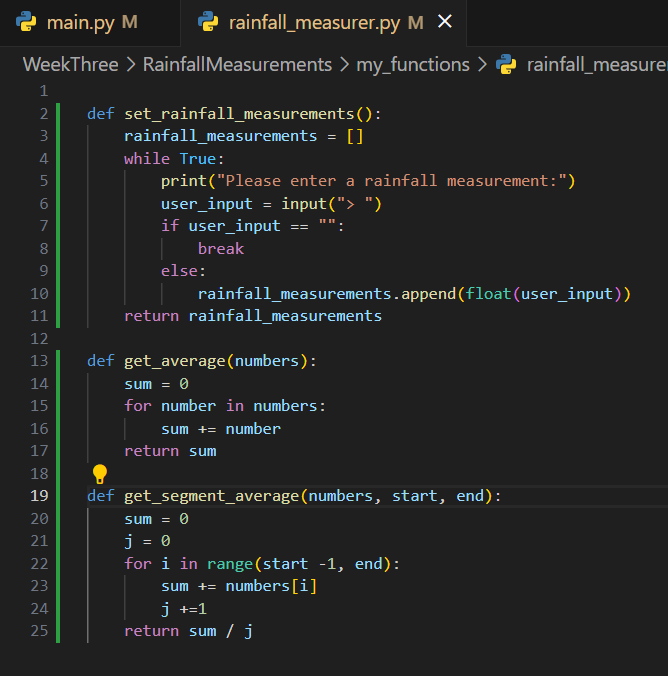 main.py M rainfall_measurer.py M ×
WeekThree > RainfallMeasurements > my_functions > rainfall_measure
1
2 def set_rainfall_measurements():
3     rainfall_measurements = []
4     while True:
5         print("Please enter a rainfall measurement:")
6         user_input = input("> ")
7         if user_input == "":
8             break
9         else:
10             rainfall_measurements.append(float(user_input))
11     return rainfall_measurements
12
13 def get_average(numbers):
14     sum = 0
15     for number in numbers:
16         sum += number
17     return sum
18
19 def get_segment_average(numbers, start, end):
20     sum = 0
21     j = 0
22     for i in range(start -1, end):
23         sum += numbers[i]
24         j +=1
25     return sum / j